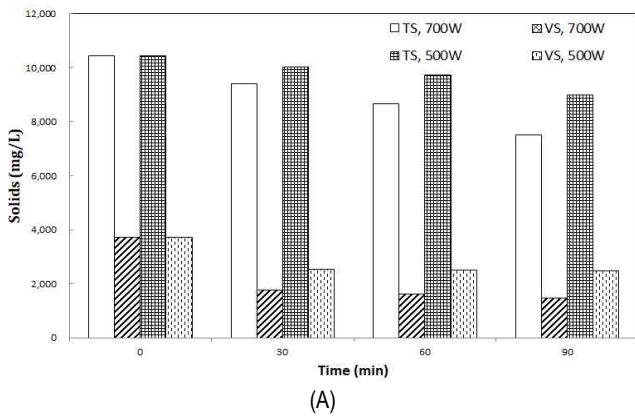 12,000
10,000
8,000
6,000
4,000
2,000
0
Solids (mg/L)
TS, 700W VS, 700W
TS, 500W VS, 500W
0 30 60 90
Time (min)
(A)